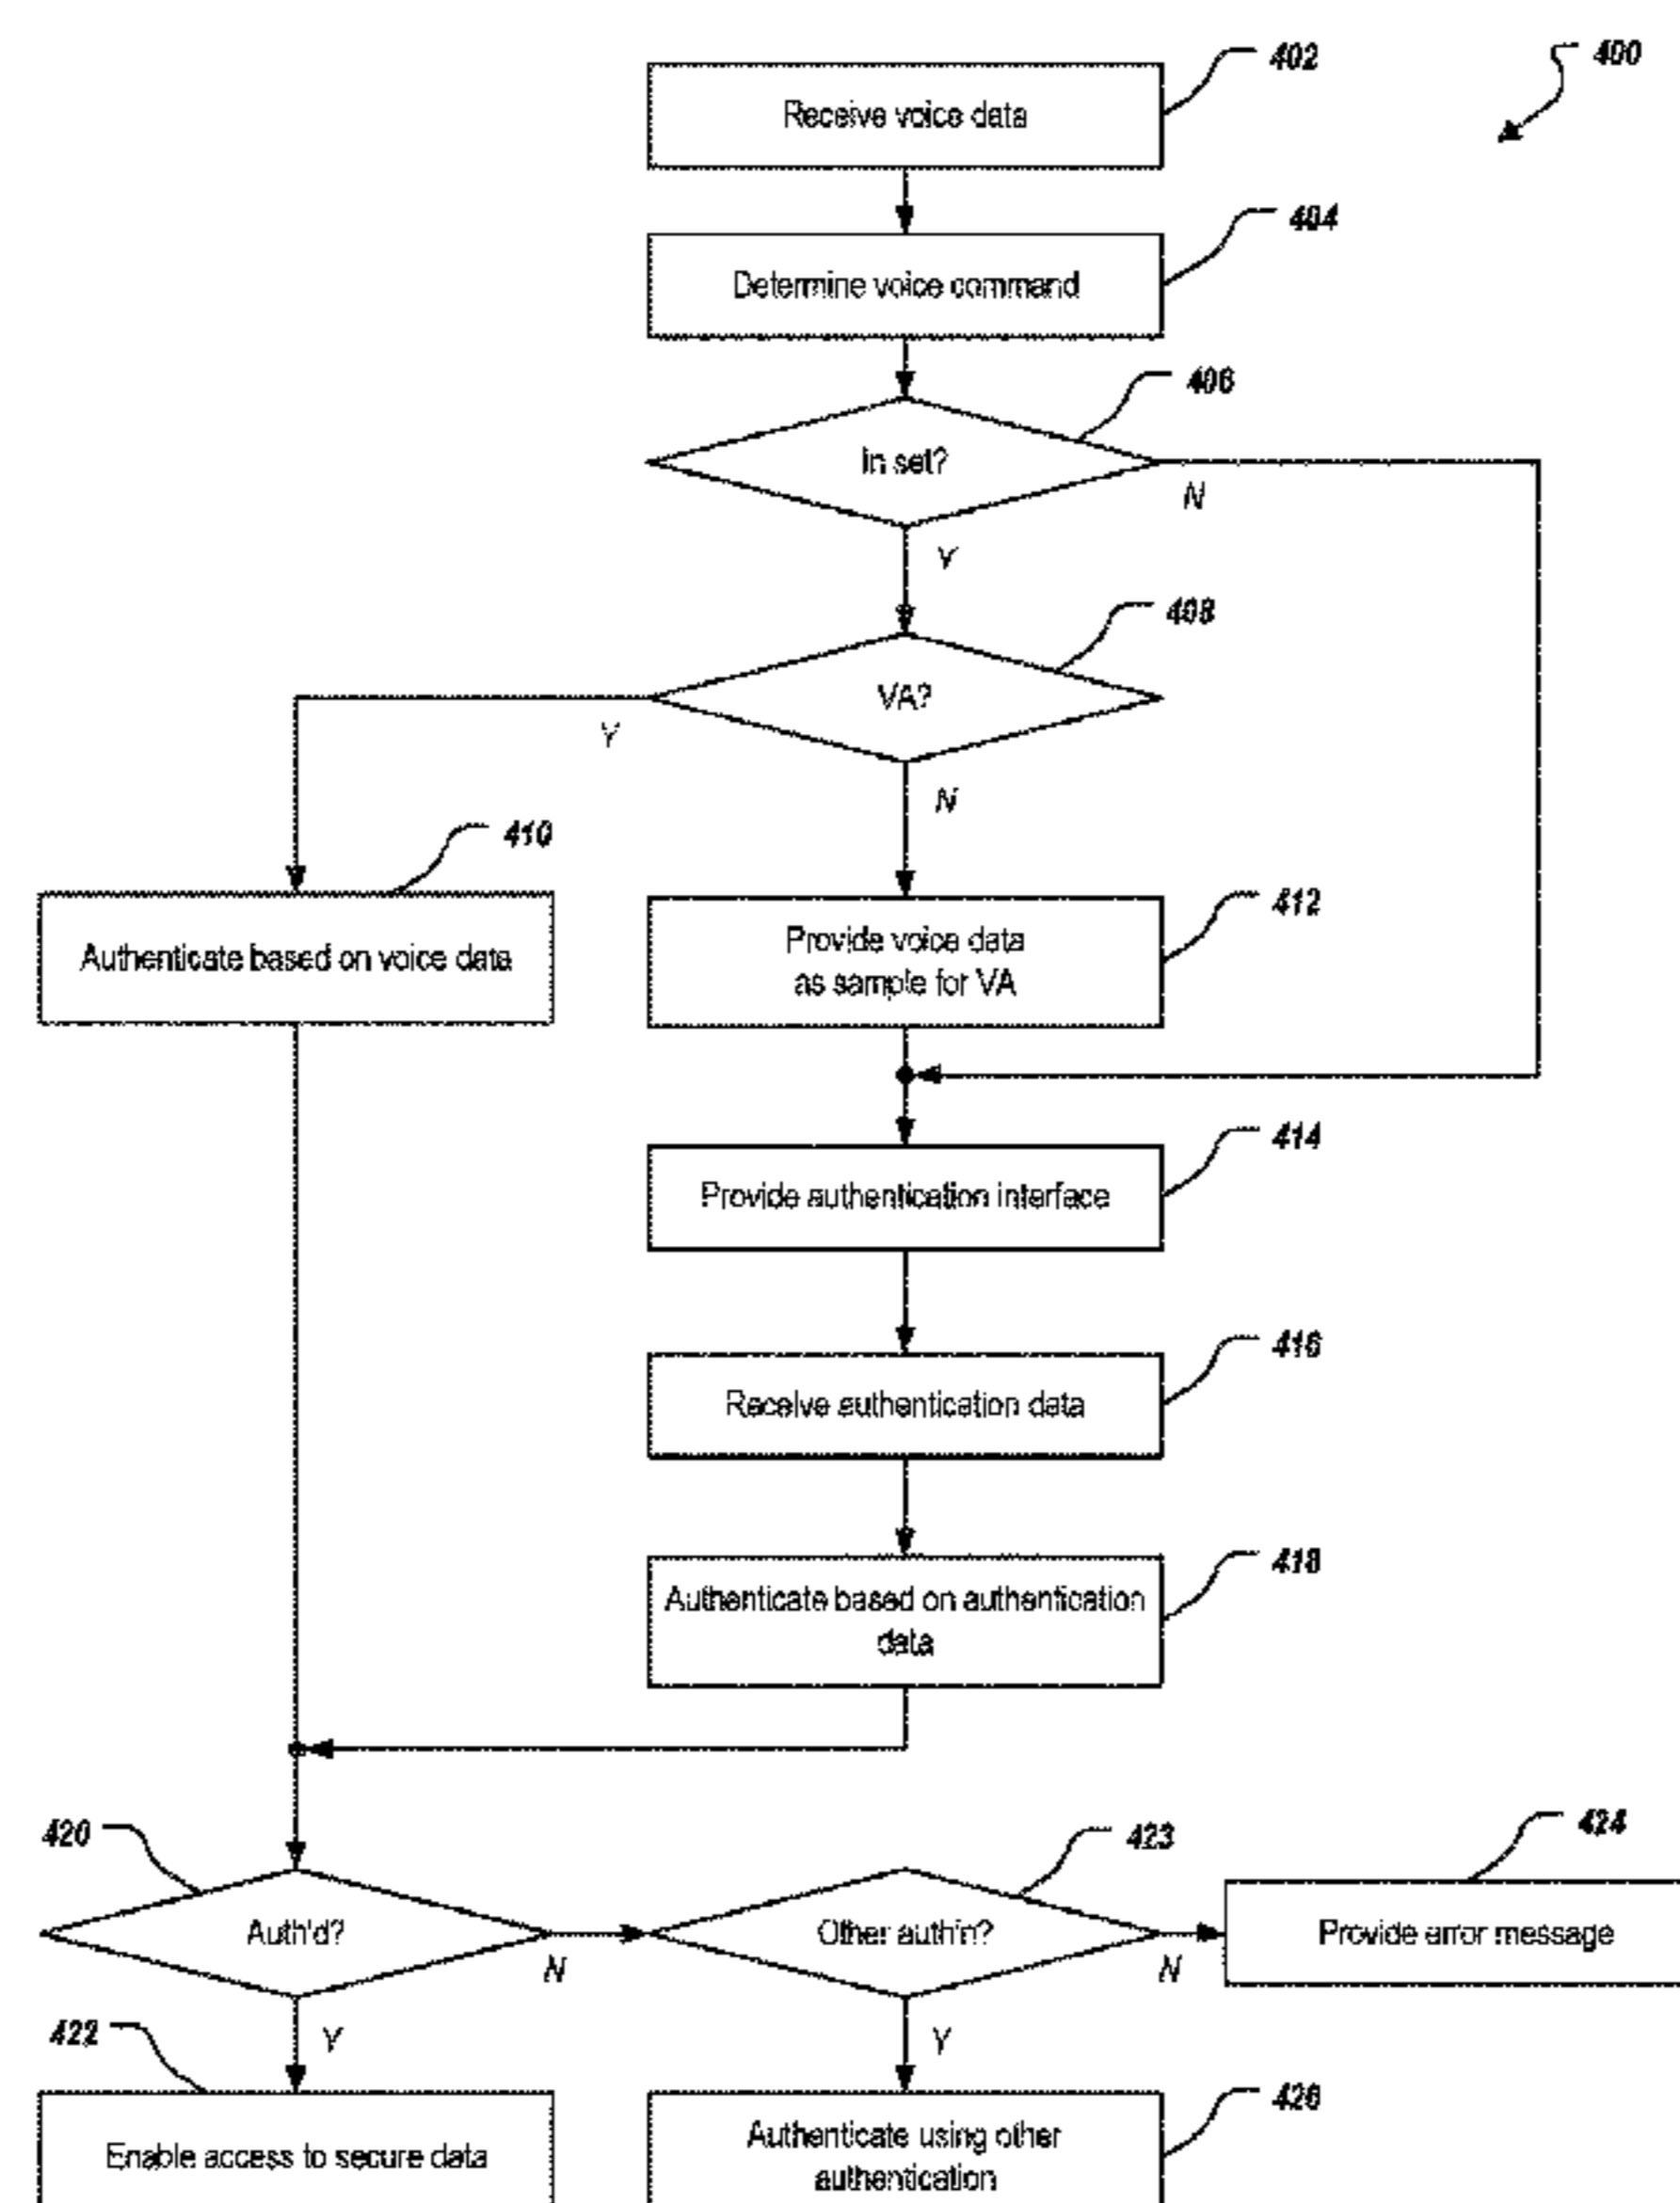 402
400
Receive voice data
404
Determine voice command
406
In set?
N
Y
408
VA?
Y
N
410
412
Authenticate based on voice data
Provide voice data
as sample for VA
414
Provide authentication interface
416
Receive authentication data
418
Authenticate based on authentication
data
420
423
424
Auth'd?
N
Other auth'n?
N
Provide error message
422
Y
Y
426
Enable access to secure data
Authenticate using other
authentication